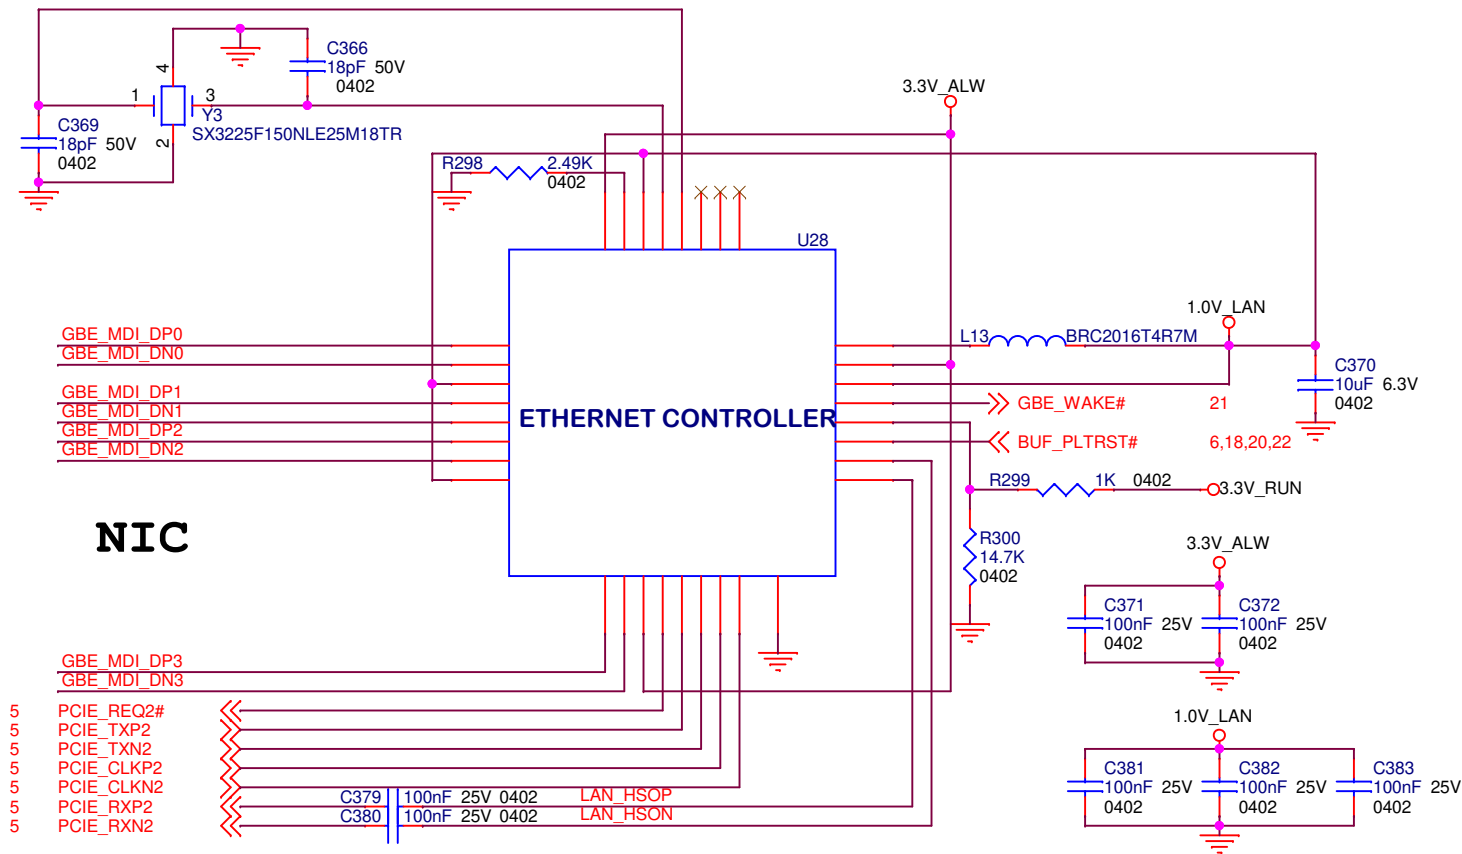 C366
18pF 50V
0402
4
1
3
2
Y3
SX3225F150NLE25M18TR
C369
18pF 50V
0402
3.3V_ALW
R298
2.49K
0402
U28
1.0V_LAN
GBE_MDI_DP0
GBE_MDI_DN0
GBE_MDI_DP1
GBE_MDI_DN1
GBE_MDI_DP2
GBE_MDI_DN2
ETHERNET CONTROLLER
L13
BRC2016T4R7M
C370
10uF 6.3V
0402
GBE_WAKE# 21
BUF_PLTRST# 6,18,20,22
R299 1K 0402 3.3V_RUN
NIC
R300
14.7K
0402
3.3V_ALW
C371
100nF 25V
0402
C372
100nF 25V
0402
GBE_MDI_DP3
GBE_MDI_DN3
5 PCIE_REQ2#
5 PCIE_TXP2
5 PCIE_TXN2
5 PCIE_CLKP2
5 PCIE_CLKN2
5 PCIE_RXP2
5 PCIE_RXN2
C379 100nF 25V 0402 LAN_HSOP
C380 100nF 25V 0402 LAN_HSON
1.0V_LAN
C381
100nF 25V
0402
C382
100nF 25V
0402
C383
100nF 25V
0402